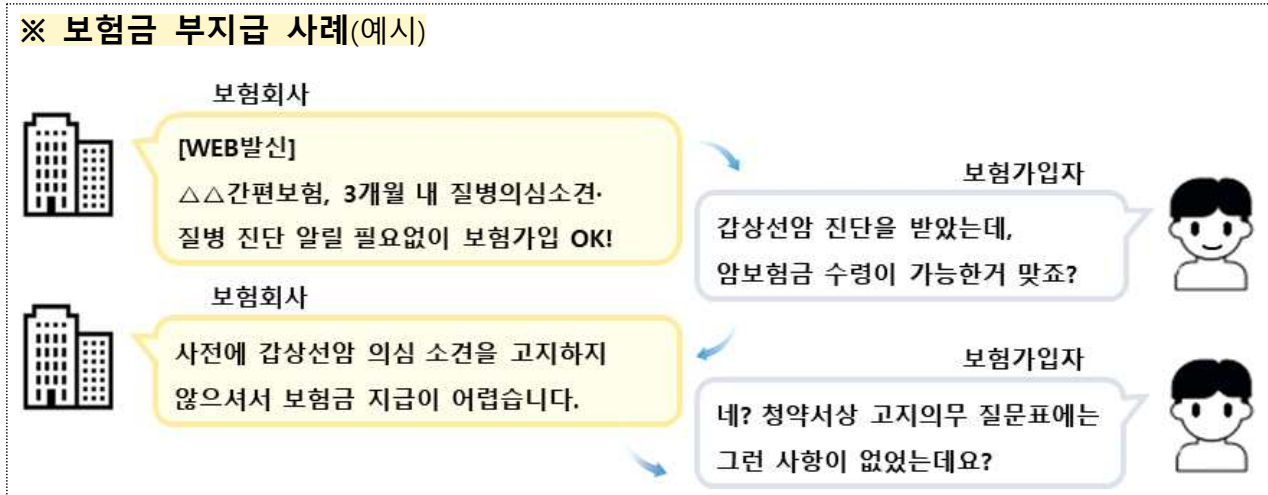 ※ 보험금 부지급 사례(예시)
보험회사
[WEB발신]
△△간편보험, 3개월 내 질병의심소견·
질병 진단 알릴 필요없이 보험가입 OK!
보험가입자
갑상선암 진단을 받았는데,
암보험금 수령이 가능한거 맞죠?
보험회사
사전에 갑상선암 의심 소견을 고지하지
않으셔서 보험금 지급이 어렵습니다.
보험가입자
네? 청약서상 고지의무 질문표에는
그런 사항이 없었는데요?